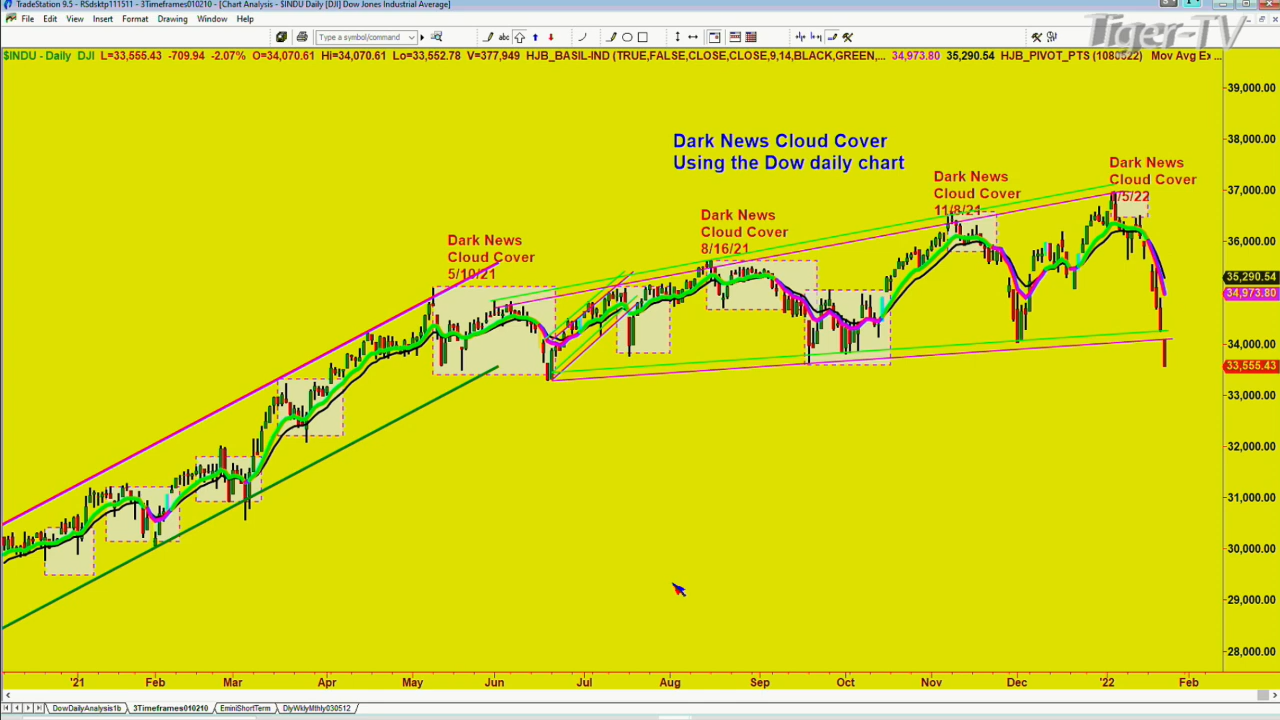 TradeStation 9.5 - RSdsktp111511 - 3Timeframes010210 - [Chart Analysis - $INDU Daily [DJI] Dow Jones Industrial Average]
File Edit View Insert Format Drawing Window Help
Type a symbol/command
abc
Tiger-TV
$INDU - Daily DJI L=33,555.43 -709.94 -2.07% O=34,070.61 Hi=34,070.61 Lo=33,552.78 V=377,949 HJB_BASIL-IND (TRUE,FALSE,CLOSE,CLOSE,9,14,BLACK,GREEN,... 34,973.80 35,290.54 HJB_PIVOT_PTS (1080522) Mov Avg Ex ...
39,000.00
38,000.00
37,000.00
36,000.00
35,290.54
34,973.80
34,000.00
33,555.43
33,000.00
32,000.00
31,000.00
30,000.00
29,000.00
28,000.00
Dark News Cloud Cover
Using the Dow daily chart
Dark News
Cloud Cover
5/10/21
Dark News
Cloud Cover
8/16/21
Dark News
Cloud Cover
11/8/21
Dark News
Cloud Cover
1/5/22
'21 Feb Mar Apr May Jun Jul Aug Sep Oct Nov Dec '22 Feb
DowDailyAnalysis1b 3Timeframes010210 EminiShortTerm DlyWklyMthly030512